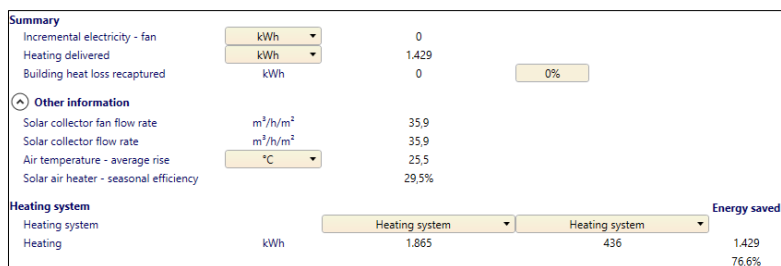 Summary
Incremental electricity - fan kWh 0
Heating delivered kWh 1.429
Building heat loss recaptured kWh 0 0%
Other information
Solar collector fan flow rate m³/h/m² 35,9
Solar collector flow rate m³/h/m² 35,9
Air temperature - average rise °C 25,5
Solar air heater - seasonal efficiency 29,5%
Heating system Energy saved
Heating system Heating system Heating system
Heating kWh 1.865 436 1.429
76.6%